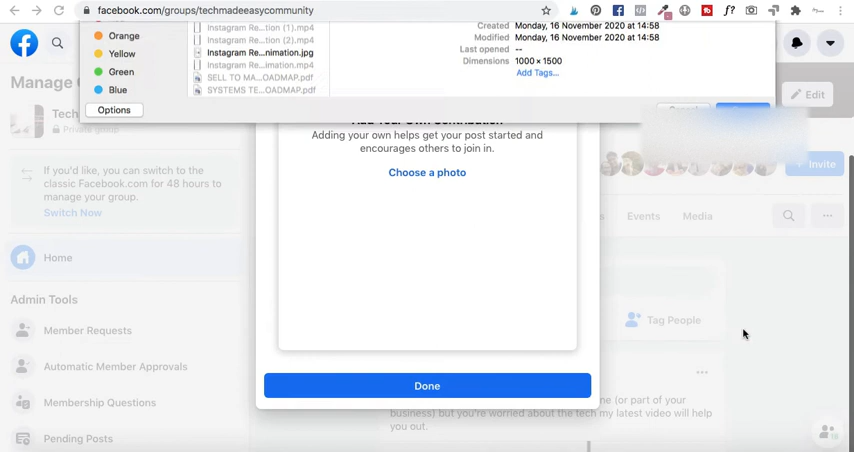 facebook.com/groups/techmadeeasycommunity
Orange
Yellow
Green
Blue
Instagram Re...tion (1).mp4
Instagram Re...tion (2).mp4
Instagram Re...nimation.jpg
Instagram Re...imation.mp4
SELL TO MA...OADMAP.pdf
SYSTEMS TE...OADMAP.pdf
Created Monday, 16 November 2020 at 14:58
Modified Monday, 16 November 2020 at 14:58
Last opened --
Dimensions 1000 × 1500
Add Tags...
Options
Manage
Edit
Tech
Private group
Invite
Adding your own helps get your post started and
encourages others to join in.
Choose a photo
If you'd like, you can switch to the
classic Facebook.com for 48 hours to
manage your group.
Switch Now
Events
Media
Home
Admin Tools
Member Requests
Tag People
Automatic Member Approvals
Done
Membership Questions
ne (or part of your
business) but you're worried about the tech my latest video will help
you out.
Pending Posts